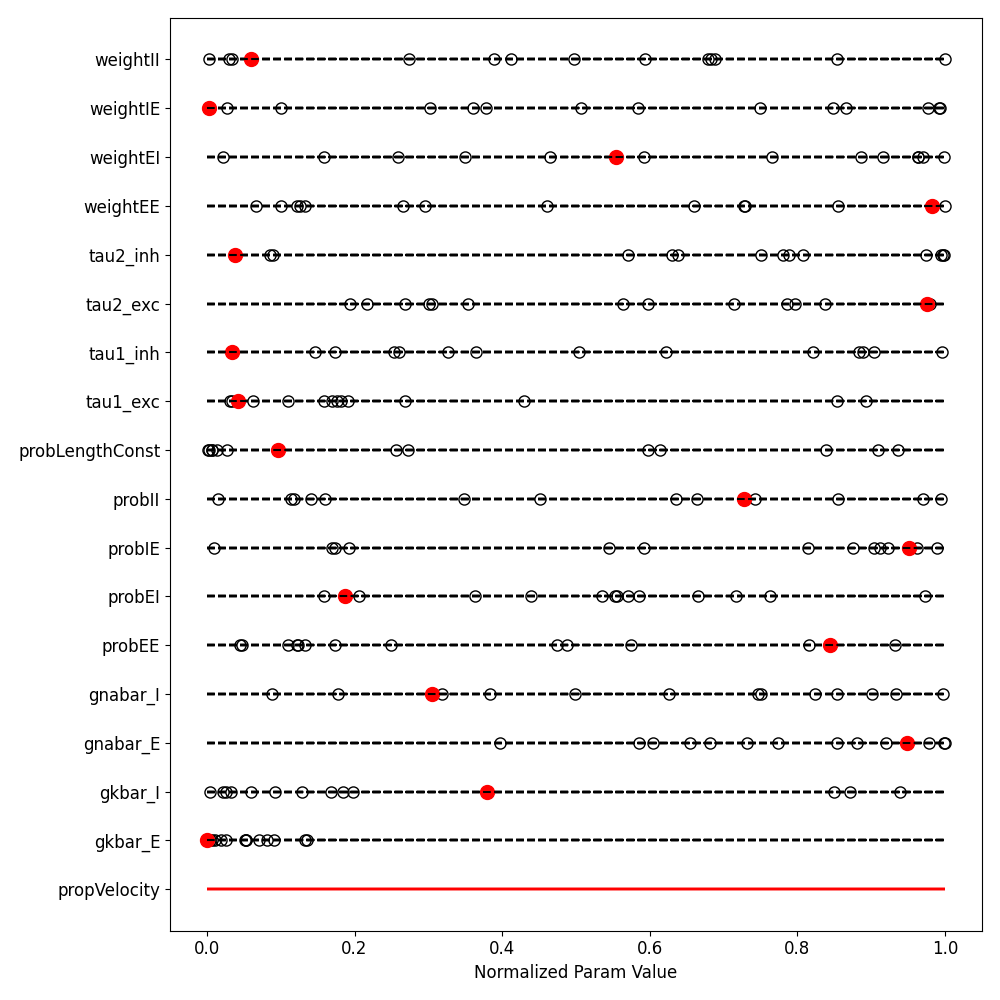 weightII
weightIE
weightEI
weightEE
tau2_inh
tau2_exc
tau1_inh
tau1_exc
probLengthConst
probII
probIE
probEI
probEE
gnabar_I
gnabar_E
gkbar_I
gkbar_E
propVelocity
0.0 0.2 0.4 0.6 0.8 1.0
Normalized Param Value